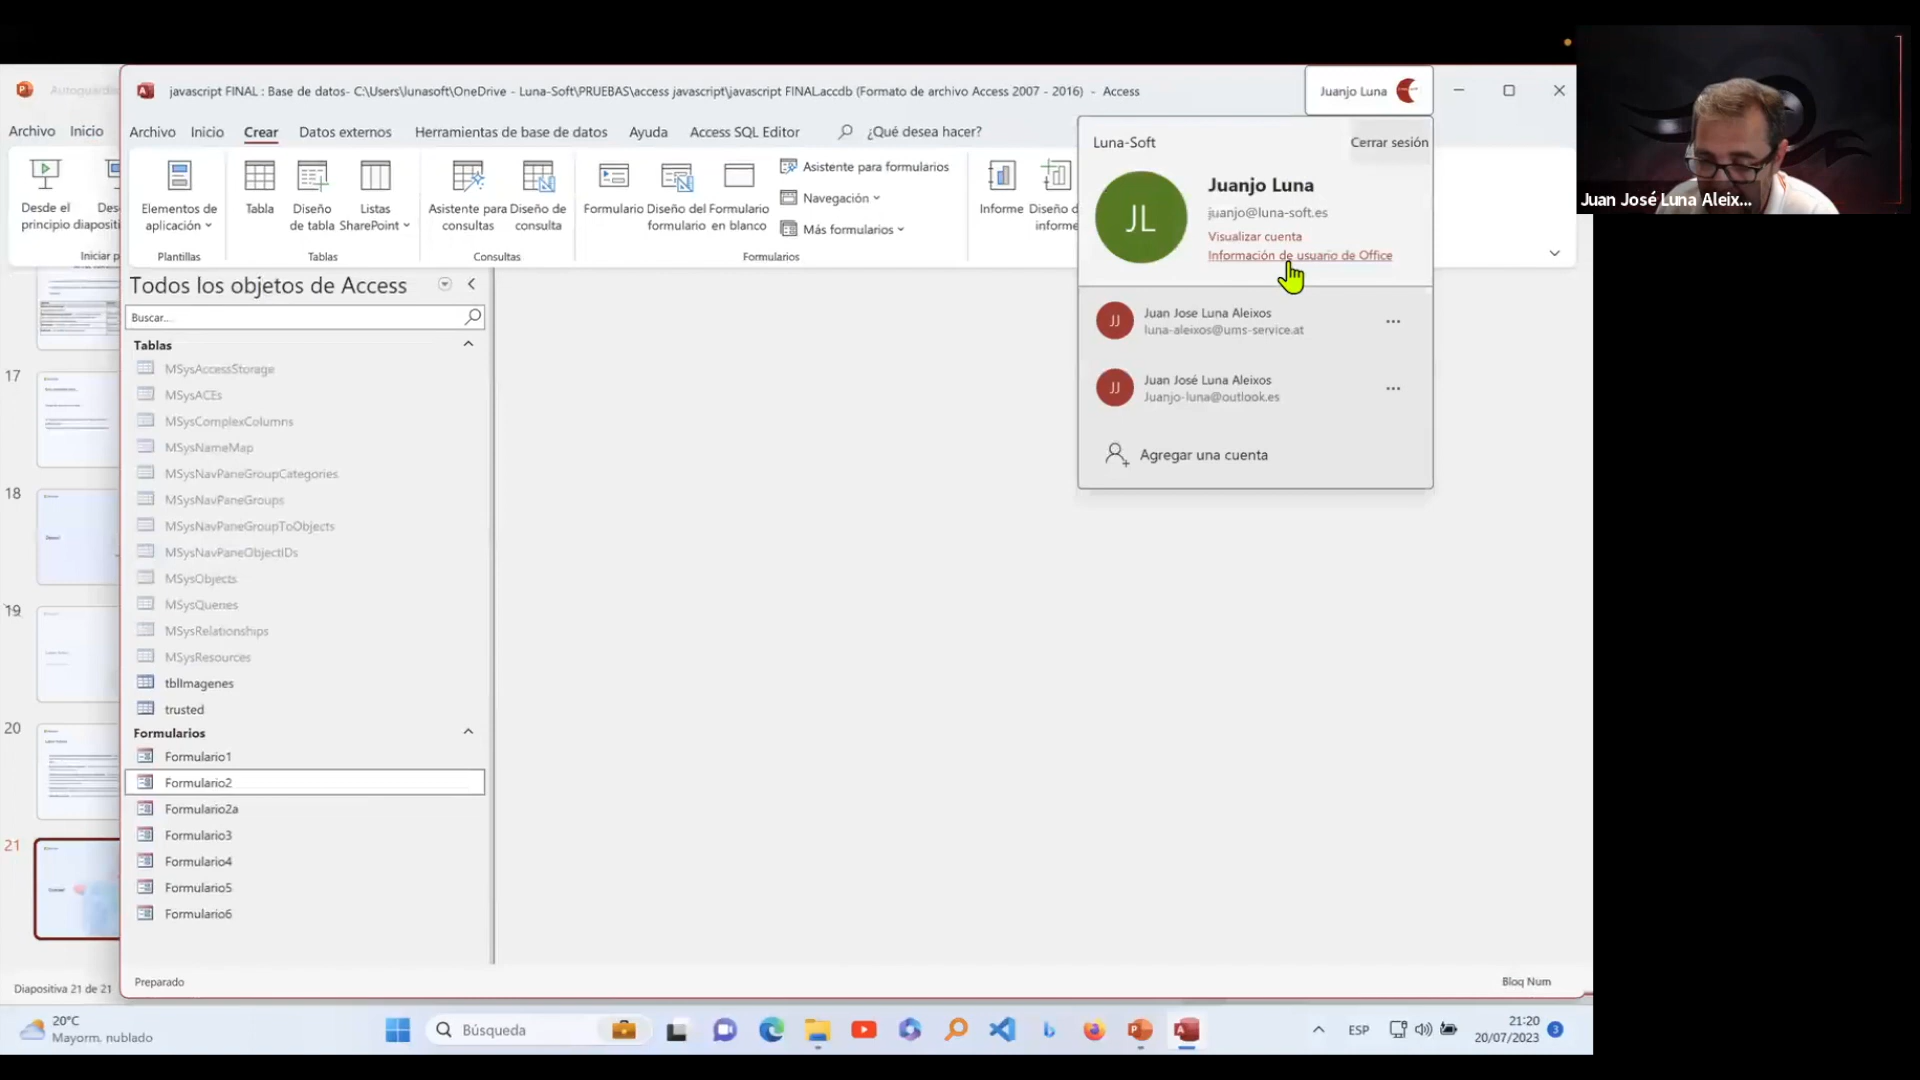 Autoguardado
javascript FINAL : Base de datos- C:\Users\lunasoft\OneDrive - Luna-Soft\PRUEBAS\access javascript\javascript FINAL.accdb (Formato de archivo Access 2007 - 2016) - Access
Juanjo Luna
Archivo Inicio
Archivo Inicio Crear Datos externos Herramientas de base de datos Ayuda Access SQL Editor ¿Qué desea hacer?
Desde el
principio
diapositi
Iniciar p
Elementos de
aplicación
Plantillas
Tabla
Diseño
de tabla
Listas
SharePoint
Tablas
Asistente para
consultas
Diseño de
consulta
Consultas
Formulario
Diseño del
formulario
Formulario
en blanco
Asistente para formularios
Navegación
Más formularios
Formularios
Informe
Diseño d
informe
Luna-Soft
Cerrar sesión
JL
Juanjo Luna
juanjo@luna-soft.es
Visualizar cuenta
Información de usuario de Office
JJ
Juan Jose Luna Aleixos
luna-aleixos@ums-service.at
JJ
Juan José Luna Aleixos
Juanjo-luna@outlook.es
Agregar una cuenta
Juan José Luna Aleix...
Todos los objetos de Access
Buscar...
Tablas
MSysAccessStorage
MSysACEs
MSysComplexColumns
MSysNameMap
MSysNavPaneGroupCategories
MSysNavPaneGroups
MSysNavPaneGroupToObjects
MSysNavPaneObjectIDs
MSysObjects
MSysQueries
MSysRelationships
MSysResources
tblImagenes
trusted
Formularios
Formulario1
Formulario2
Formulario2a
Formulario3
Formulario4
Formulario5
Formulario6
17
18
19
20
21
Diapositiva 21 de 21
Preparado
Bloq Num
20°C
Mayorm. nublado
Búsqueda
ESP
21:20
20/07/2023
3